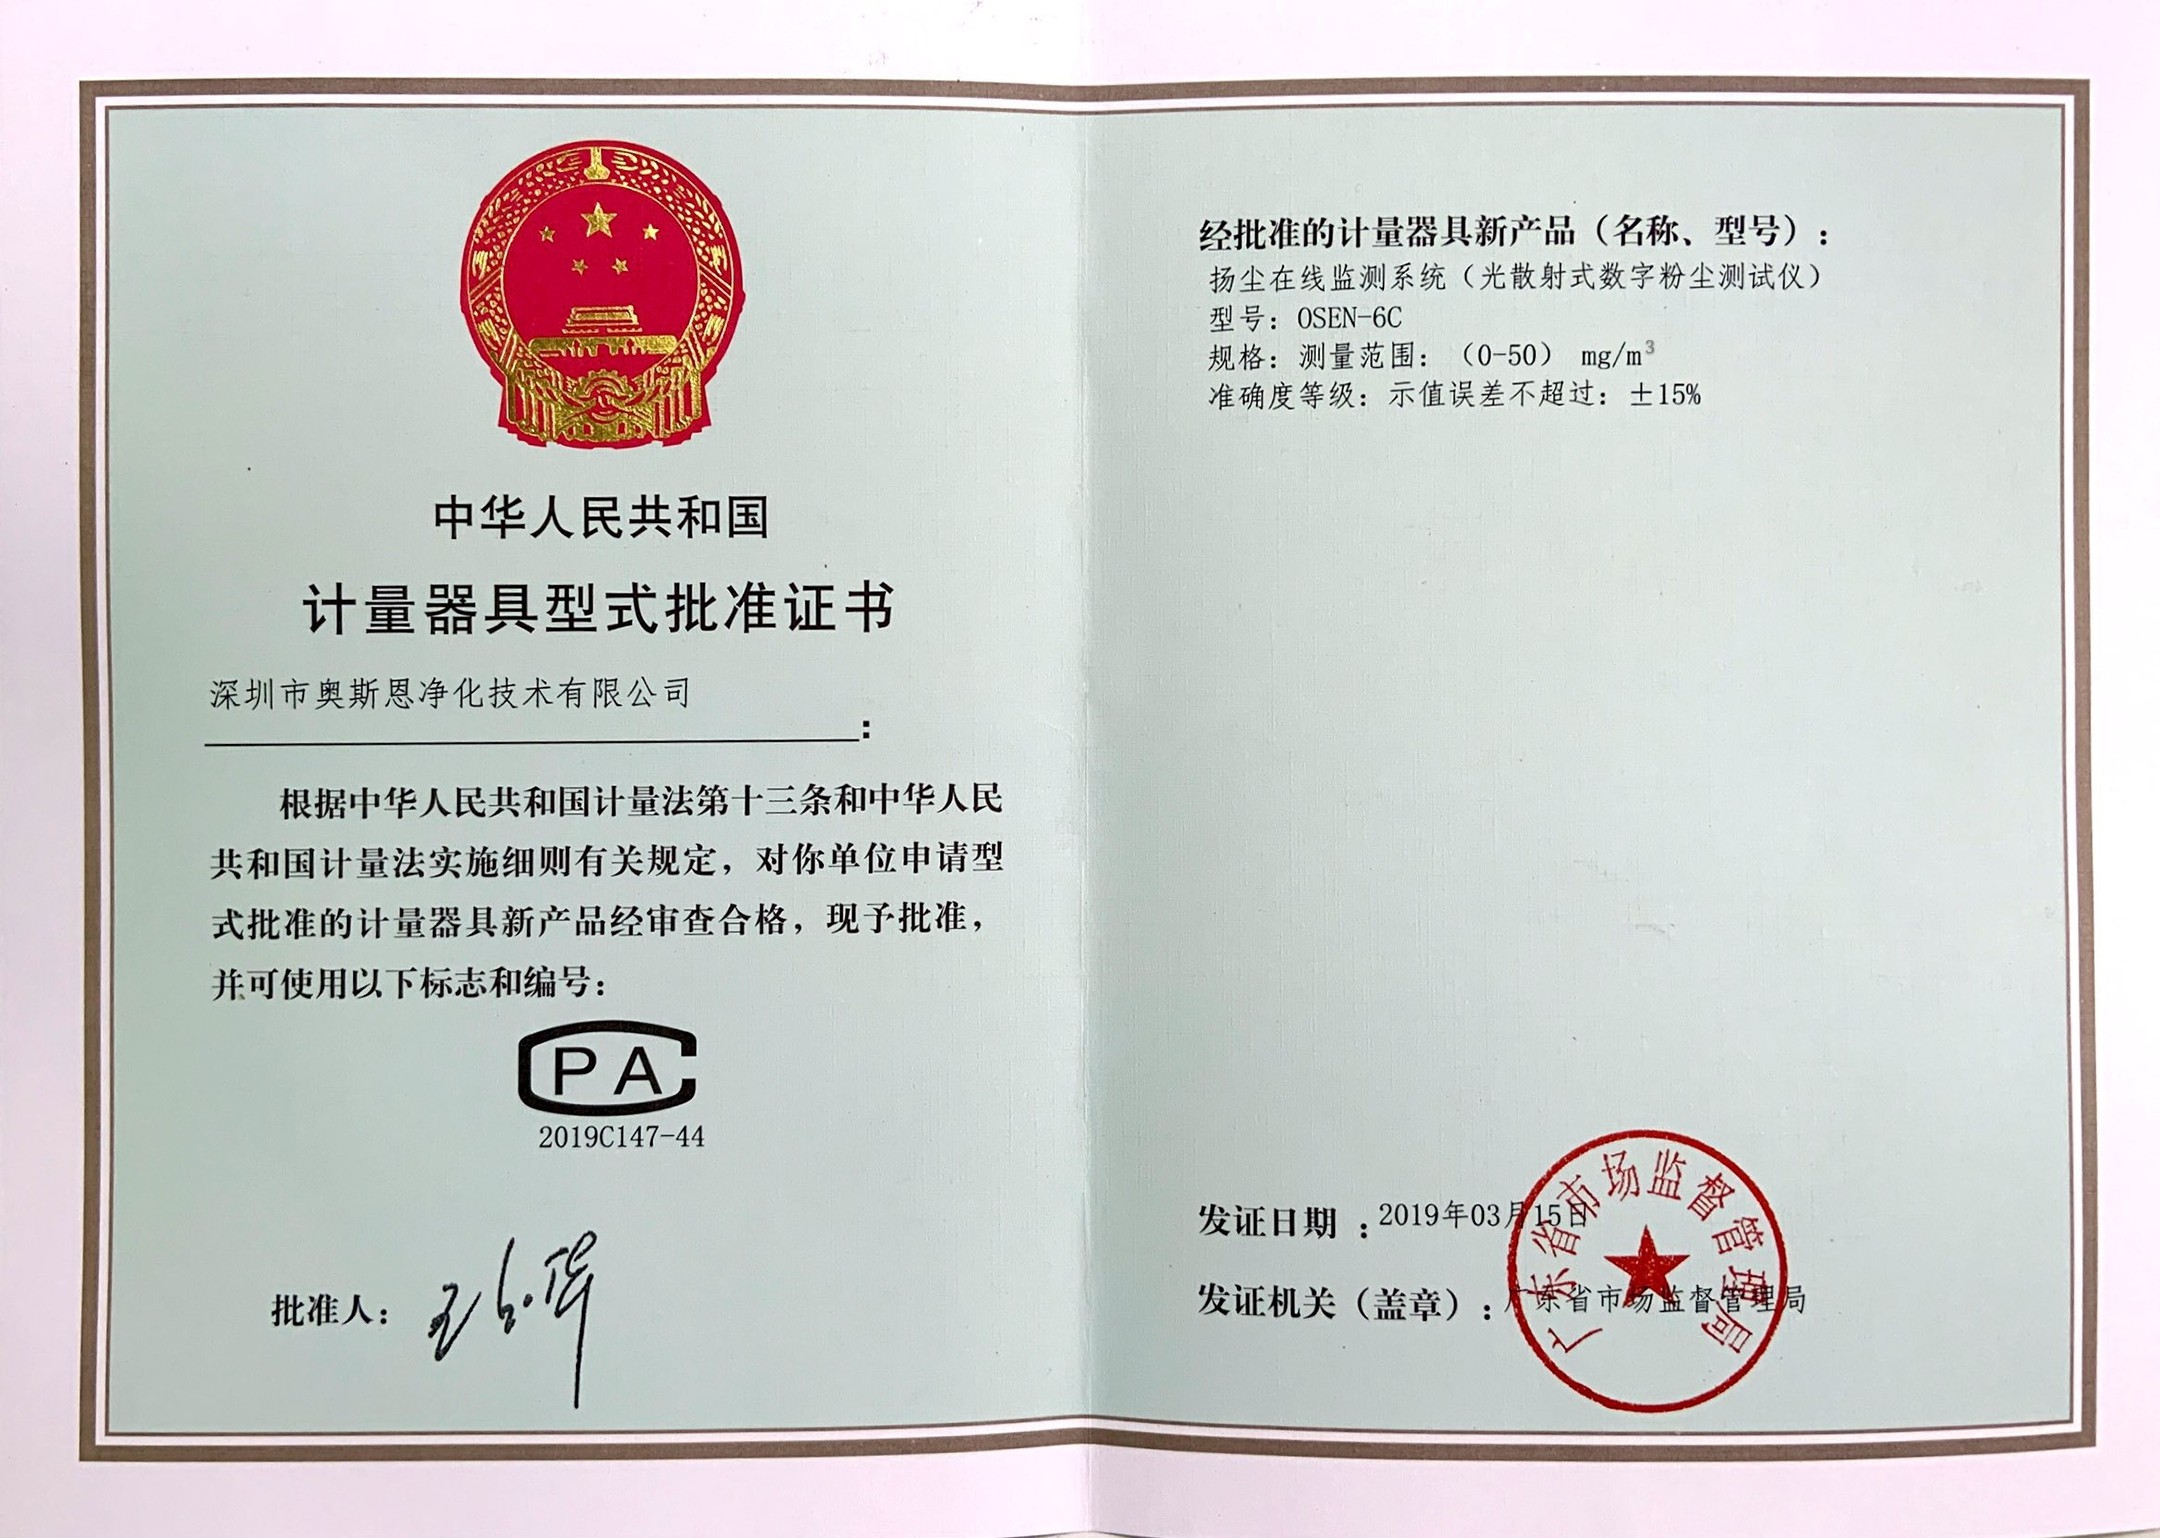 中华人民共和国
计量器具型式批准证书
深圳市奥斯恩净化技术有限公司
：
根据中华人民共和国计量法第十三条和中华人民
共和国计量法实施细则有关规定，对你单位申请型
式批准的计量器具新产品经审查合格，现予批准，
并可使用以下标志和编号：
CPA
2019C147-44
批准人：
经批准的计量器具新产品（名称、型号）：
扬尘在线监测系统（光散射式数字粉尘测试仪）
型号：OSEN-6C
规格：测量范围：（0-50） mg/m³
准确度等级：示值误差不超过：±15%
发证日期 ：2019年03月15日
发证机关（盖章）：广东省市场监督管理局
广东省市场监督管理局